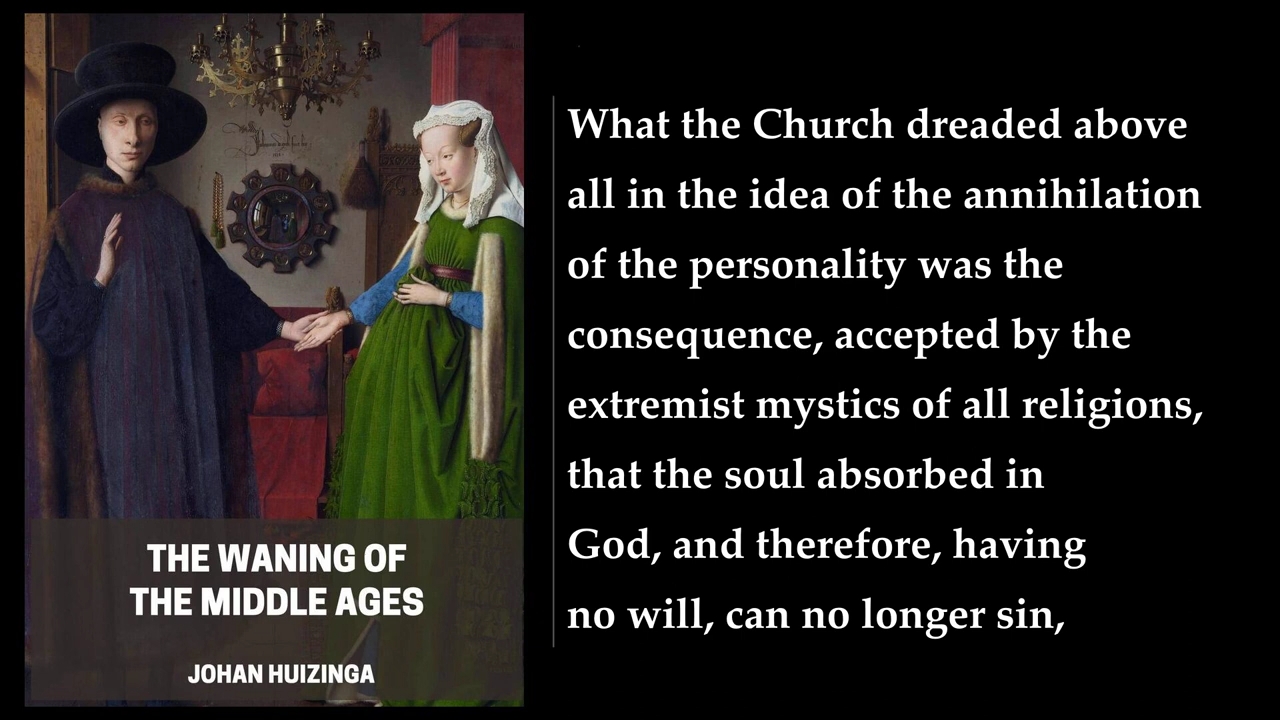 THE WANING OF
THE MIDDLE AGES
JOHAN HUIZINGA
What the Church dreaded above
all in the idea of the annihilation
of the personality was the
consequence, accepted by the
extremist mystics of all religions,
that the soul absorbed in
God, and therefore, having
no will, can no longer sin,